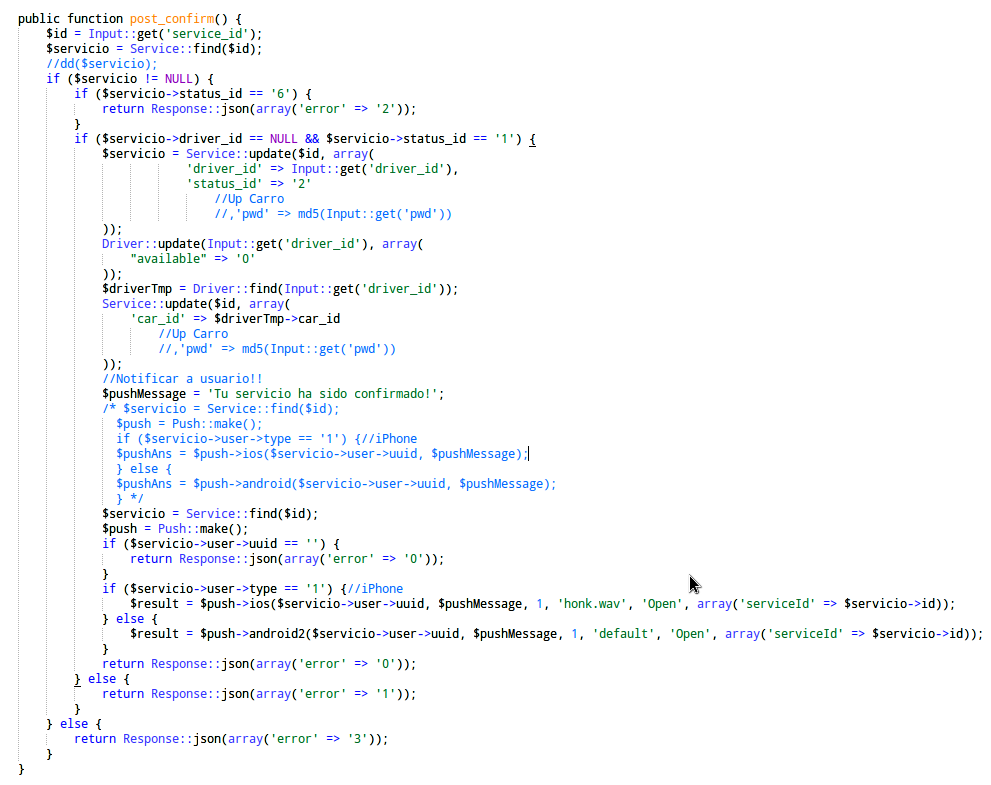 public function post_confirm() {
    $id = Input::get('service_id');
    $servicio = Service::find($id);
    //dd($servicio);
    if ($servicio != NULL) {
        if ($servicio->status_id == '6') {
            return Response::json(array('error' => '2'));
        }
        if ($servicio->driver_id == NULL && $servicio->status_id == '1') {
            $servicio = Service::update($id, array(
                        'driver_id' => Input::get('driver_id'),
                        'status_id' => '2'
                            //Up Carro
                            //,'pwd' => md5(Input::get('pwd'))
            ));
            Driver::update(Input::get('driver_id'), array(
                "available" => '0'
            ));
            $driverTmp = Driver::find(Input::get('driver_id'));
            Service::update($id, array(
                'car_id' => $driverTmp->car_id
                    //Up Carro
                    //,'pwd' => md5(Input::get('pwd'))
            ));
            //Notificar a usuario!!
            $pushMessage = 'Tu servicio ha sido confirmado!';
            /* $servicio = Service::find($id);
              $push = Push::make();
              if ($servicio->user->type == '1') {//iPhone
              $pushAns = $push->ios($servicio->user->uuid, $pushMessage);
              } else {
              $pushAns = $push->android($servicio->user->uuid, $pushMessage);
              } */
            $servicio = Service::find($id);
            $push = Push::make();
            if ($servicio->user->uuid == '') {
                return Response::json(array('error' => '0'));
            }
            if ($servicio->user->type == '1') {//iPhone
                $result = $push->ios($servicio->user->uuid, $pushMessage, 1, 'honk.wav', 'Open', array('serviceId' => $servicio->id));
            } else {
                $result = $push->android2($servicio->user->uuid, $pushMessage, 1, 'default', 'Open', array('serviceId' => $servicio->id));
            }
            return Response::json(array('error' => '0'));
        } else {
            return Response::json(array('error' => '1'));
        }
    } else {
        return Response::json(array('error' => '3'));
    }
}